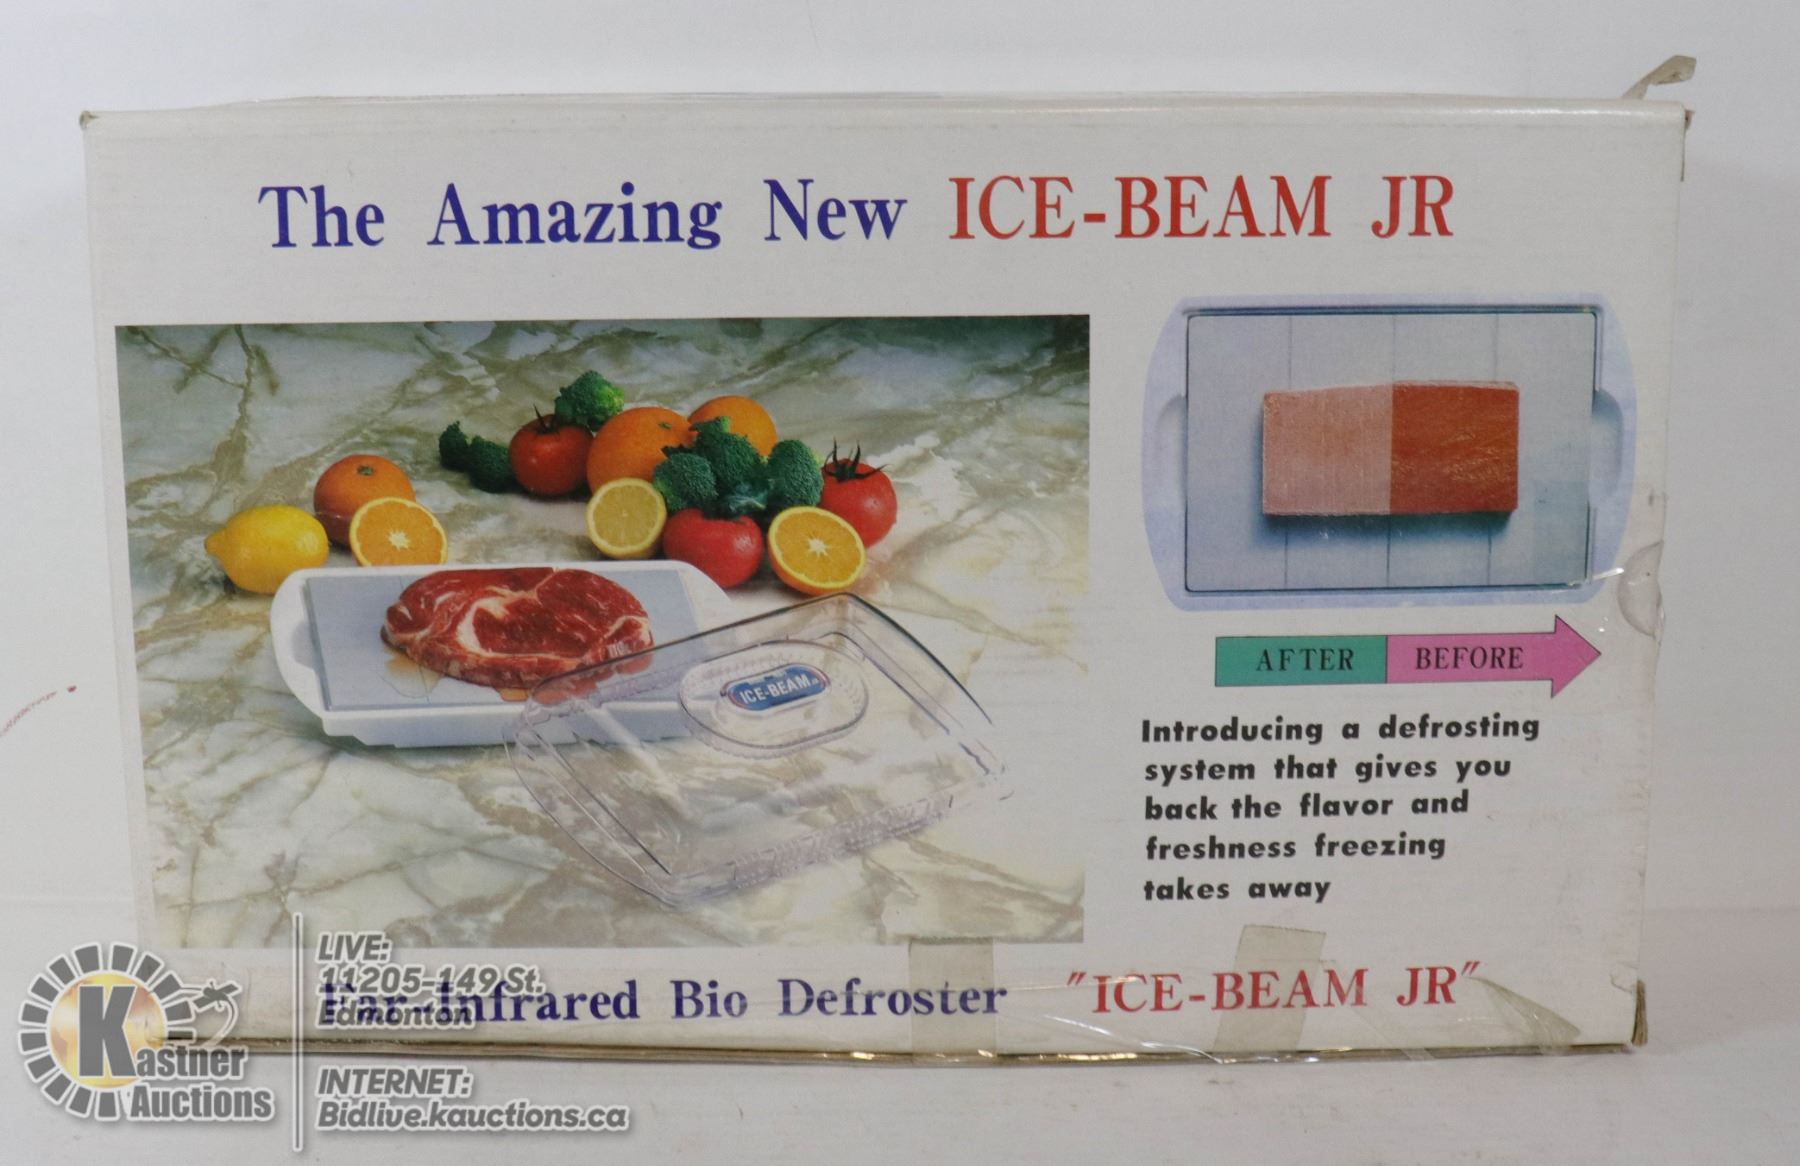 The Amazing New ICE-BEAM JR
ICE-BEAM JR
AFTER BEFORE
Introducing a defrosting
system that gives you
back the flavor and
freshness freezing
takes away
Far-Infrared Bio Defroster "ICE-BEAM JR"
Kastner
Auctions
LIVE:
11205-149 St.
Edmonton
INTERNET:
Bidlive.kauctions.ca